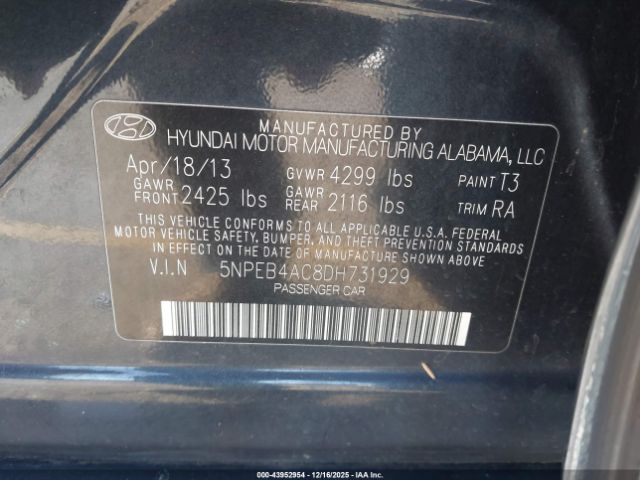 MANUFACTURED BY
HYUNDAI MOTOR MANUFACTURING ALABAMA, LLC
Apr/18/13 GVWR 4299 lbs PAINT T3
GAWR FRONT 2425 lbs GAWR REAR 2116 lbs TRIM RA
THIS VEHICLE CONFORMS TO ALL APPLICABLE U.S.A. FEDERAL
MOTOR VEHICLE SAFETY, BUMPER, AND THEFT PREVENTION STANDARDS
IN EFFECT ON THE DATE OF MANUFACTURE SHOWN ABOVE.
V.I.N 5NPEB4AC8DH731929
PASSENGER CAR
000-43952954 | 12/16/2025 - IAA Inc.